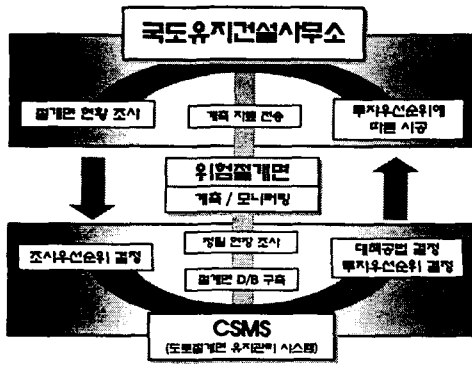 국도유지건설사무소
절개면 현황 조사
계측 자료 전송
투자우선순위에
따른 시공
위험절개면
계측 / 모니터링
조사우선순위 결정
정밀 현장 조사
절개면 D/B 구축
대책공법 결정
투자우선순위 결정
CSMS
(도로절개면 유지관리 시스템)